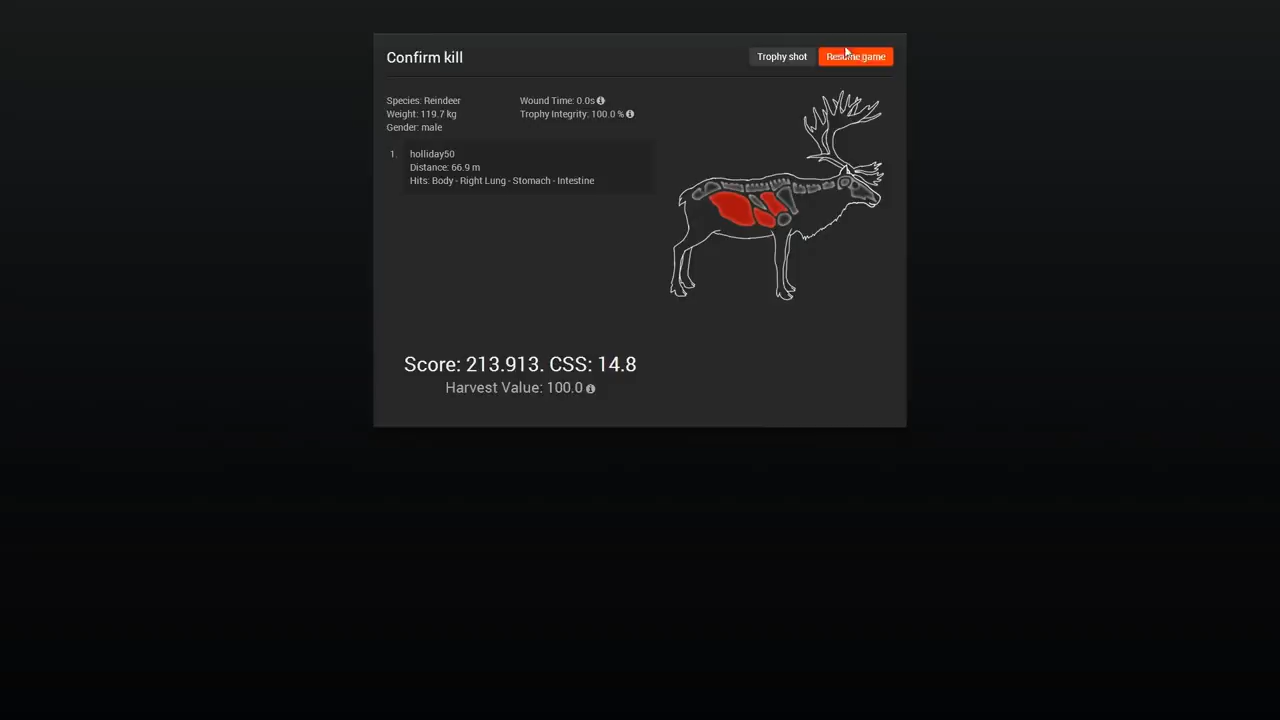 Confirm kill
Trophy shot
Resume game
Species: Reindeer
Weight: 119.7 kg
Gender: male
Wound Time: 0.0s
Trophy Integrity: 100.0 %
1. holliday50
Distance: 66.9 m
Hits: Body - Right Lung - Stomach - Intestine
Score: 213.913. CSS: 14.8
Harvest Value: 100.0